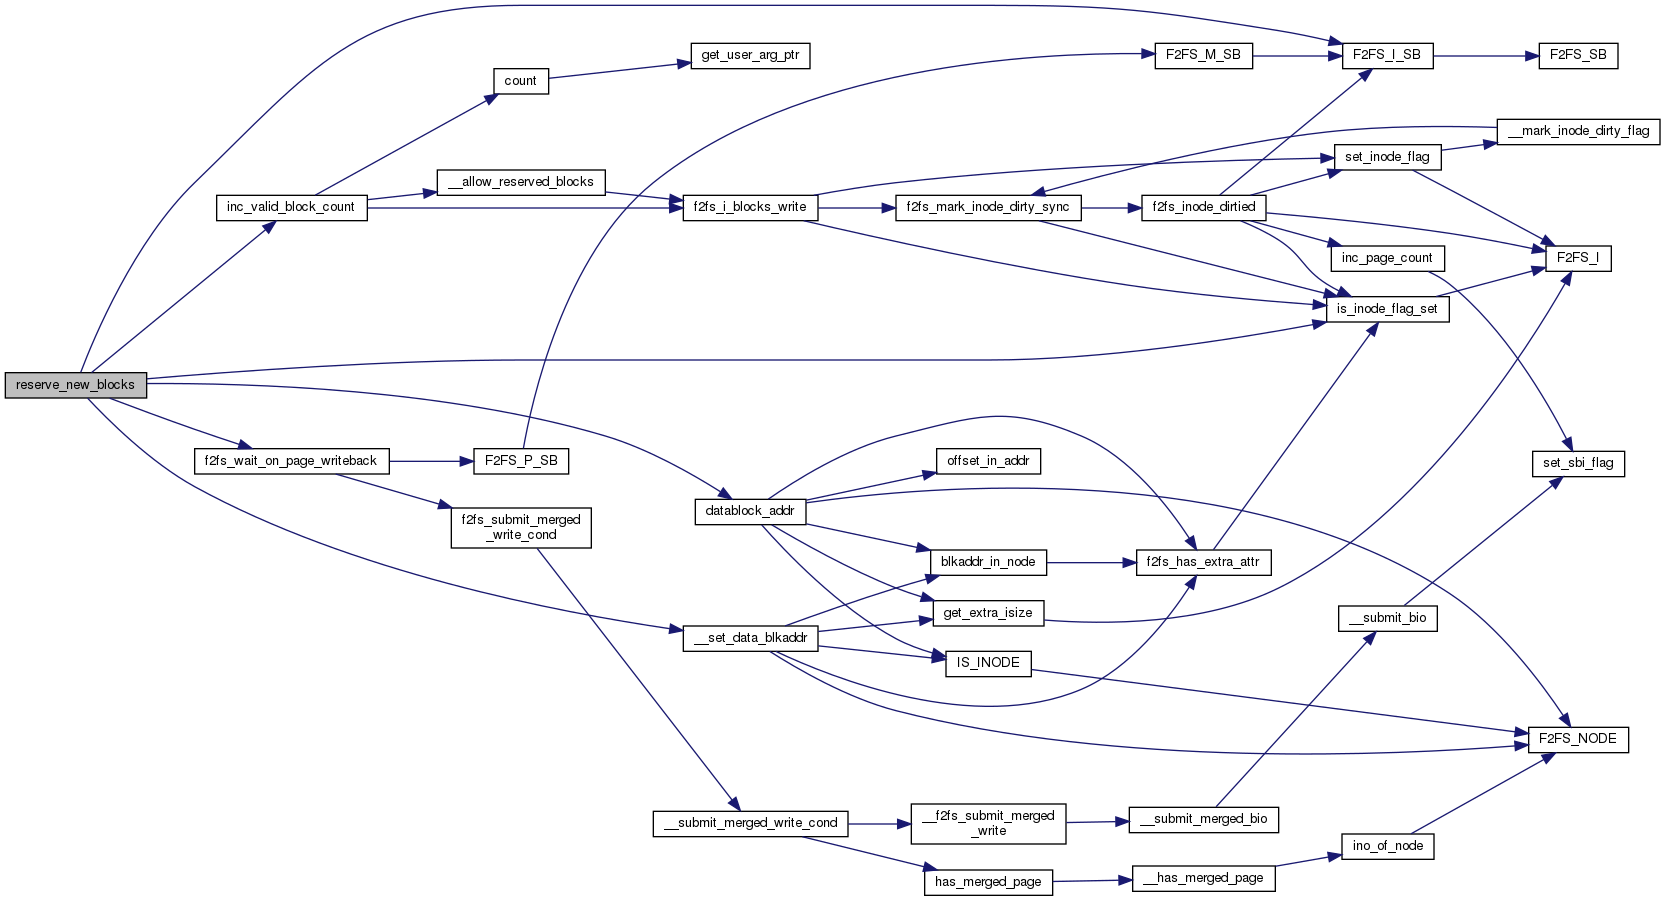 get_user_arg_ptr
F2FS_M_SB
F2FS_I_SB
F2FS_SB
count
__mark_inode_dirty_flag
set_inode_flag
__allow_reserved_blocks
inc_valid_block_count
f2fs_i_blocks_write
f2fs_mark_inode_dirty_sync
f2fs_inode_dirtied
inc_page_count
F2FS_I
is_inode_flag_set
reserve_new_blocks
f2fs_wait_on_page_writeback
F2FS_P_SB
offset_in_addr
set_sbi_flag
datablock_addr
f2fs_submit_merged
_write_cond
blkaddr_in_node
f2fs_has_extra_attr
get_extra_isize
__submit_bio
__set_data_blkaddr
IS_INODE
F2FS_NODE
__submit_merged_write_cond
__f2fs_submit_merged
_write
__submit_merged_bio
ino_of_node
has_merged_page
__has_merged_page